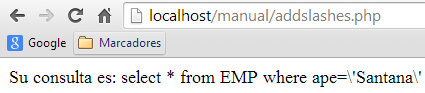 localhost/manual/addslashes.php
Google Marcadores
Su consulta es: select * from EMP where ape=\'Santana\'